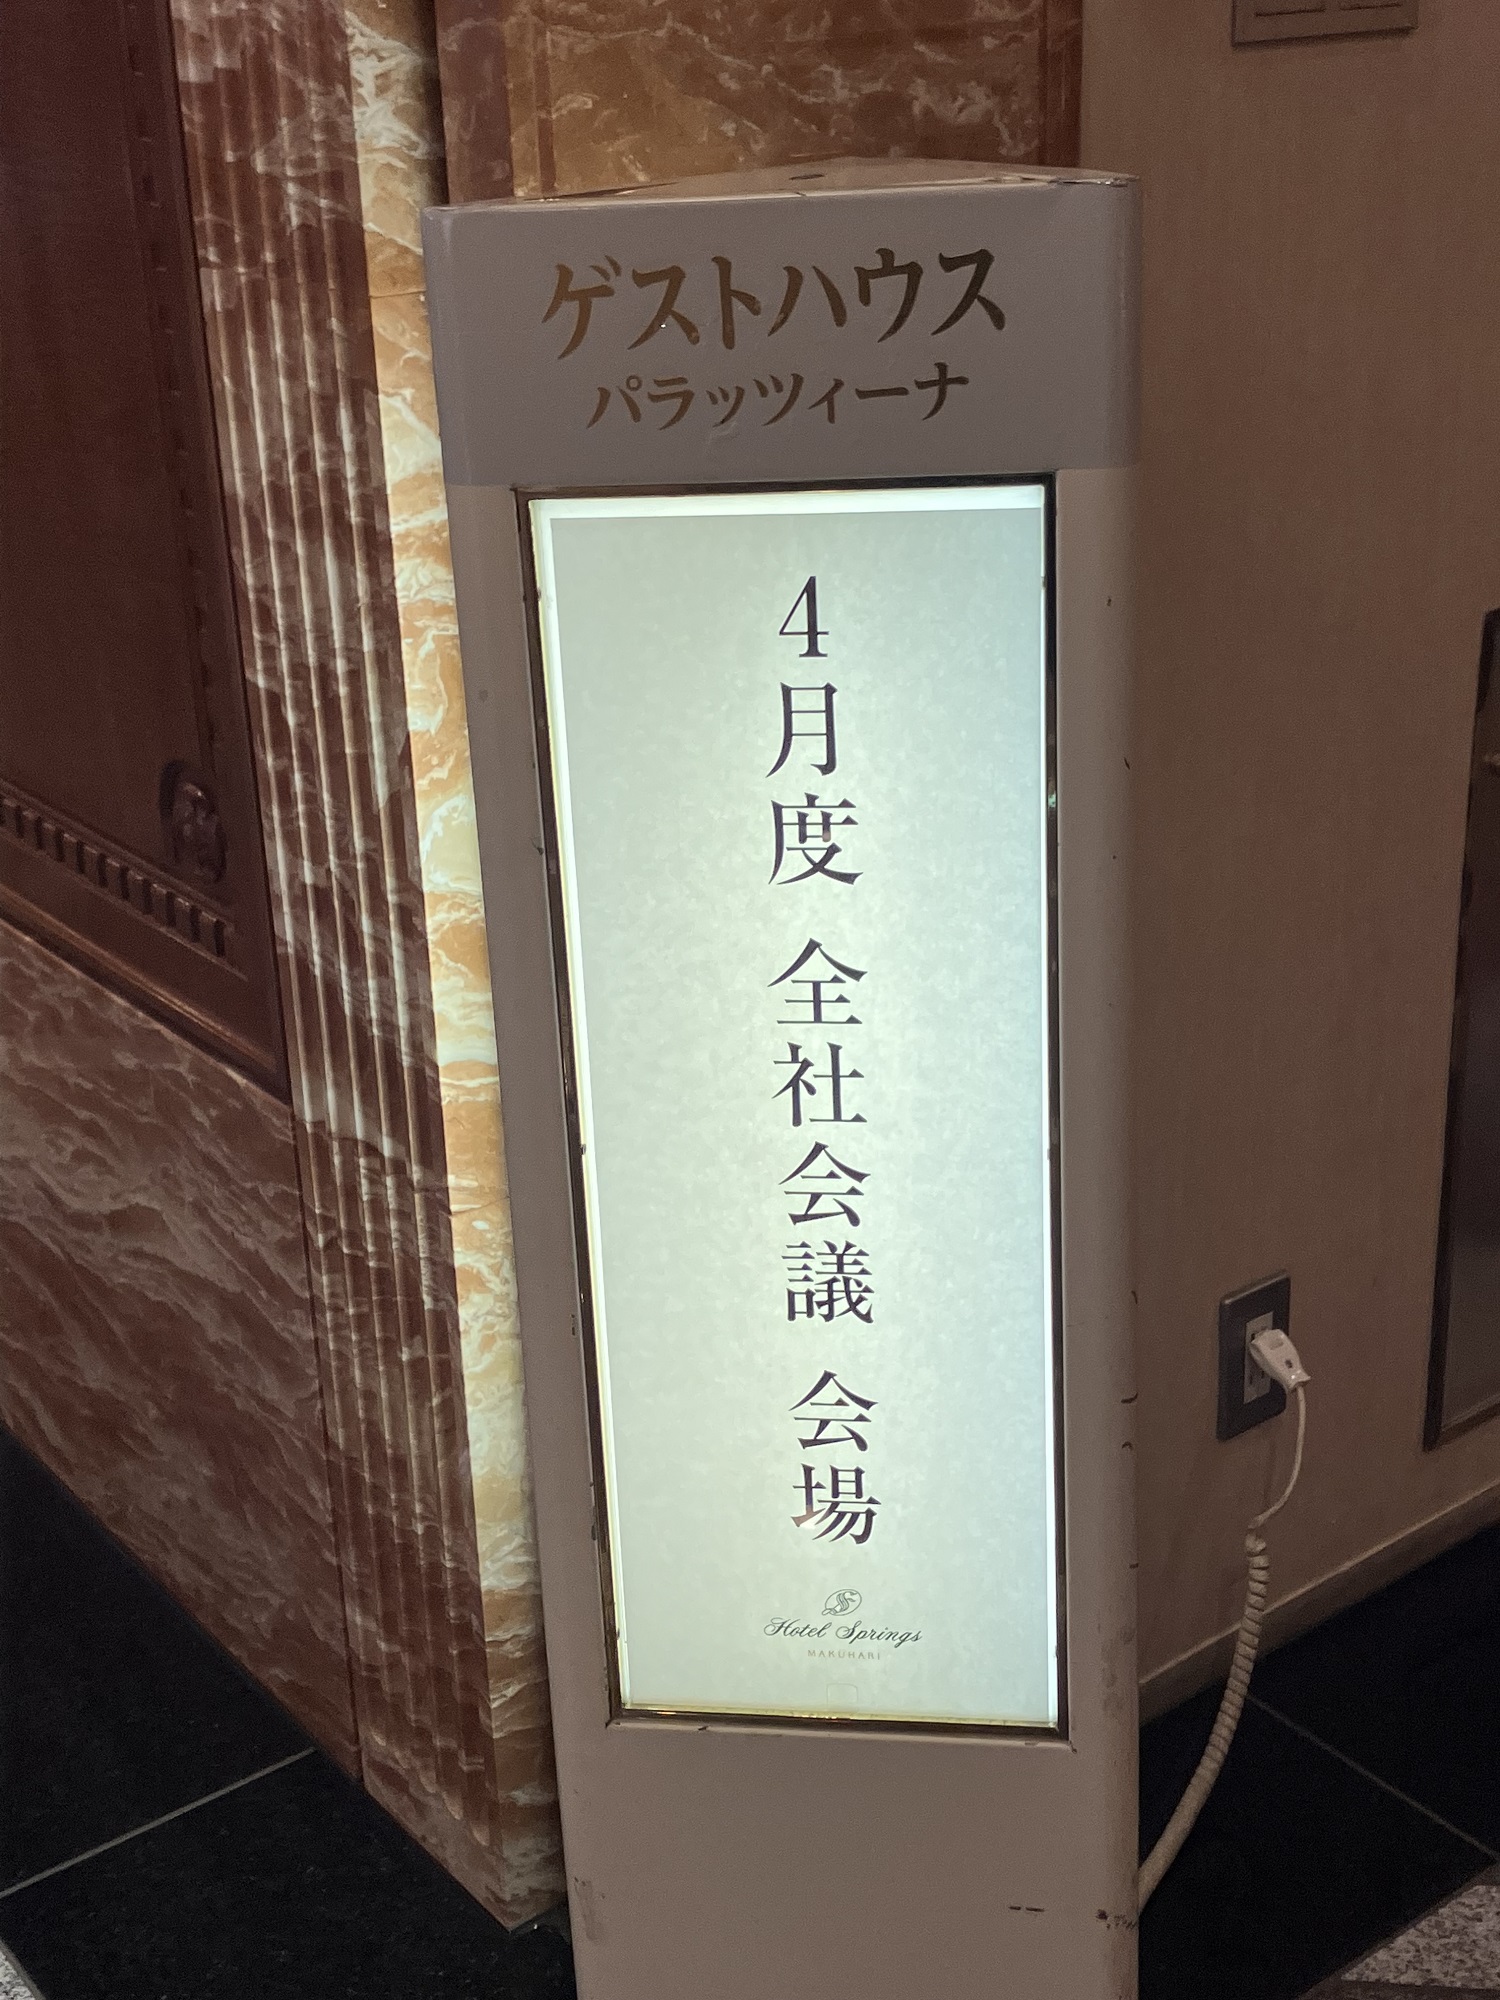 ゲストハウス
パラッツィーナ
4月度 全社会議 会場
Hotel Springs
MAKUHARI